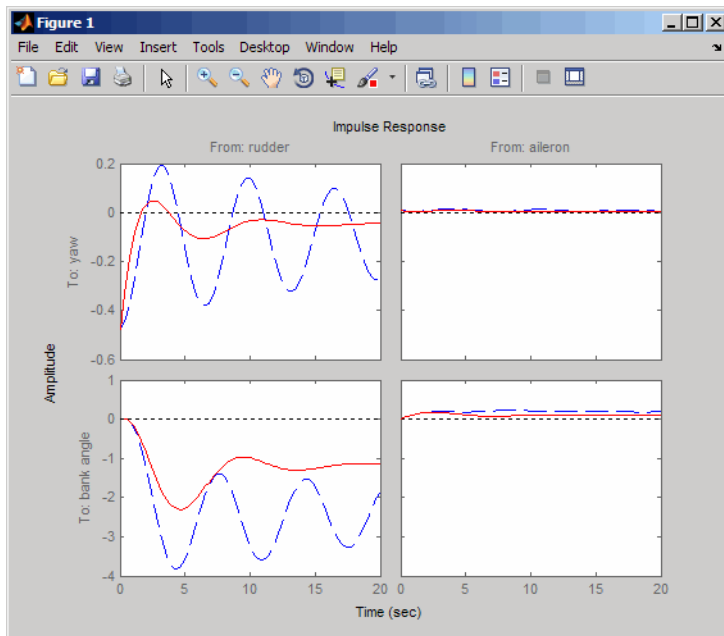 Figure 1
File Edit View Insert Tools Desktop Window Help
Impulse Response
From: rudder
From: aileron
To: yaw
0.2
0
-0.2
-0.4
-0.6
Amplitude
To: bank angle
1
0
-1
-2
-3
-4
0 5 10 15 20
0 5 10 15 20
Time (sec)